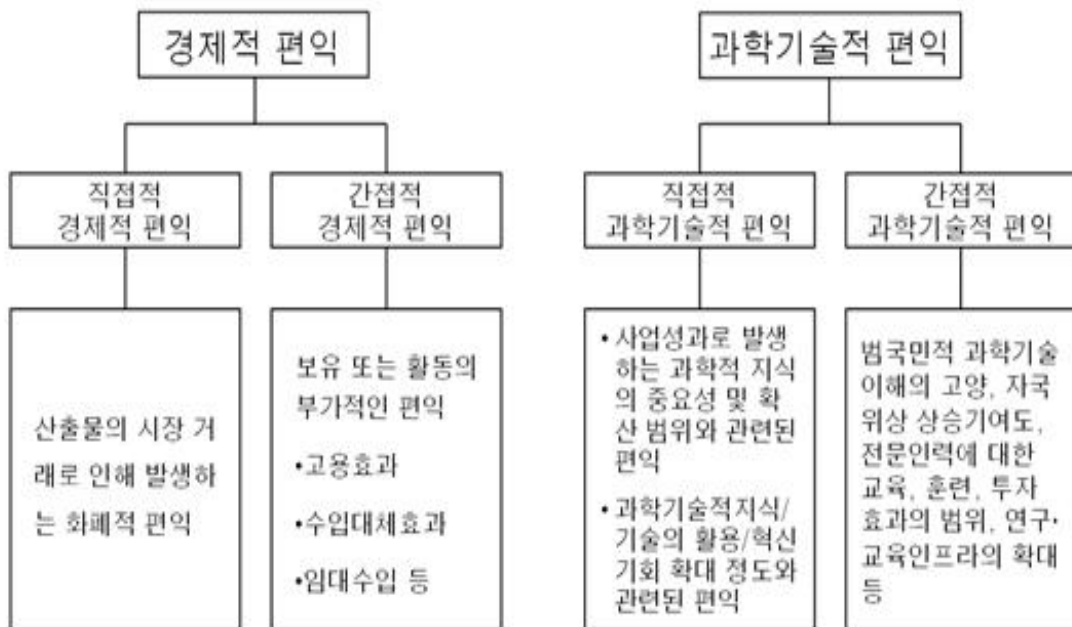 경제적 편익
직접적
경제적 편익
산출물의 시장 거
래로 인해 발생하
는 화폐적 편익
간접적
경제적 편익
보유 또는 활동의
부가적인 편익
•고용효과
•수입대체효과
•임대수입 등
과학기술적 편익
직접적
과학기술적 편익
• 사업성과로 발생
하는 과학적 지식
의 중요성 및 확
산 범위와 관련된
편익
• 과학기술적지식/
기술의 활용/혁신
기회 확대 정도와
관련된 편익
간접적
과학기술적 편익
범국민적 과학기술
이해의 고양, 자국
위상 상승기여도,
전문인력에 대한
교육, 훈련, 투자
효과의 범위, 연구·
교육인프라의 확대
등